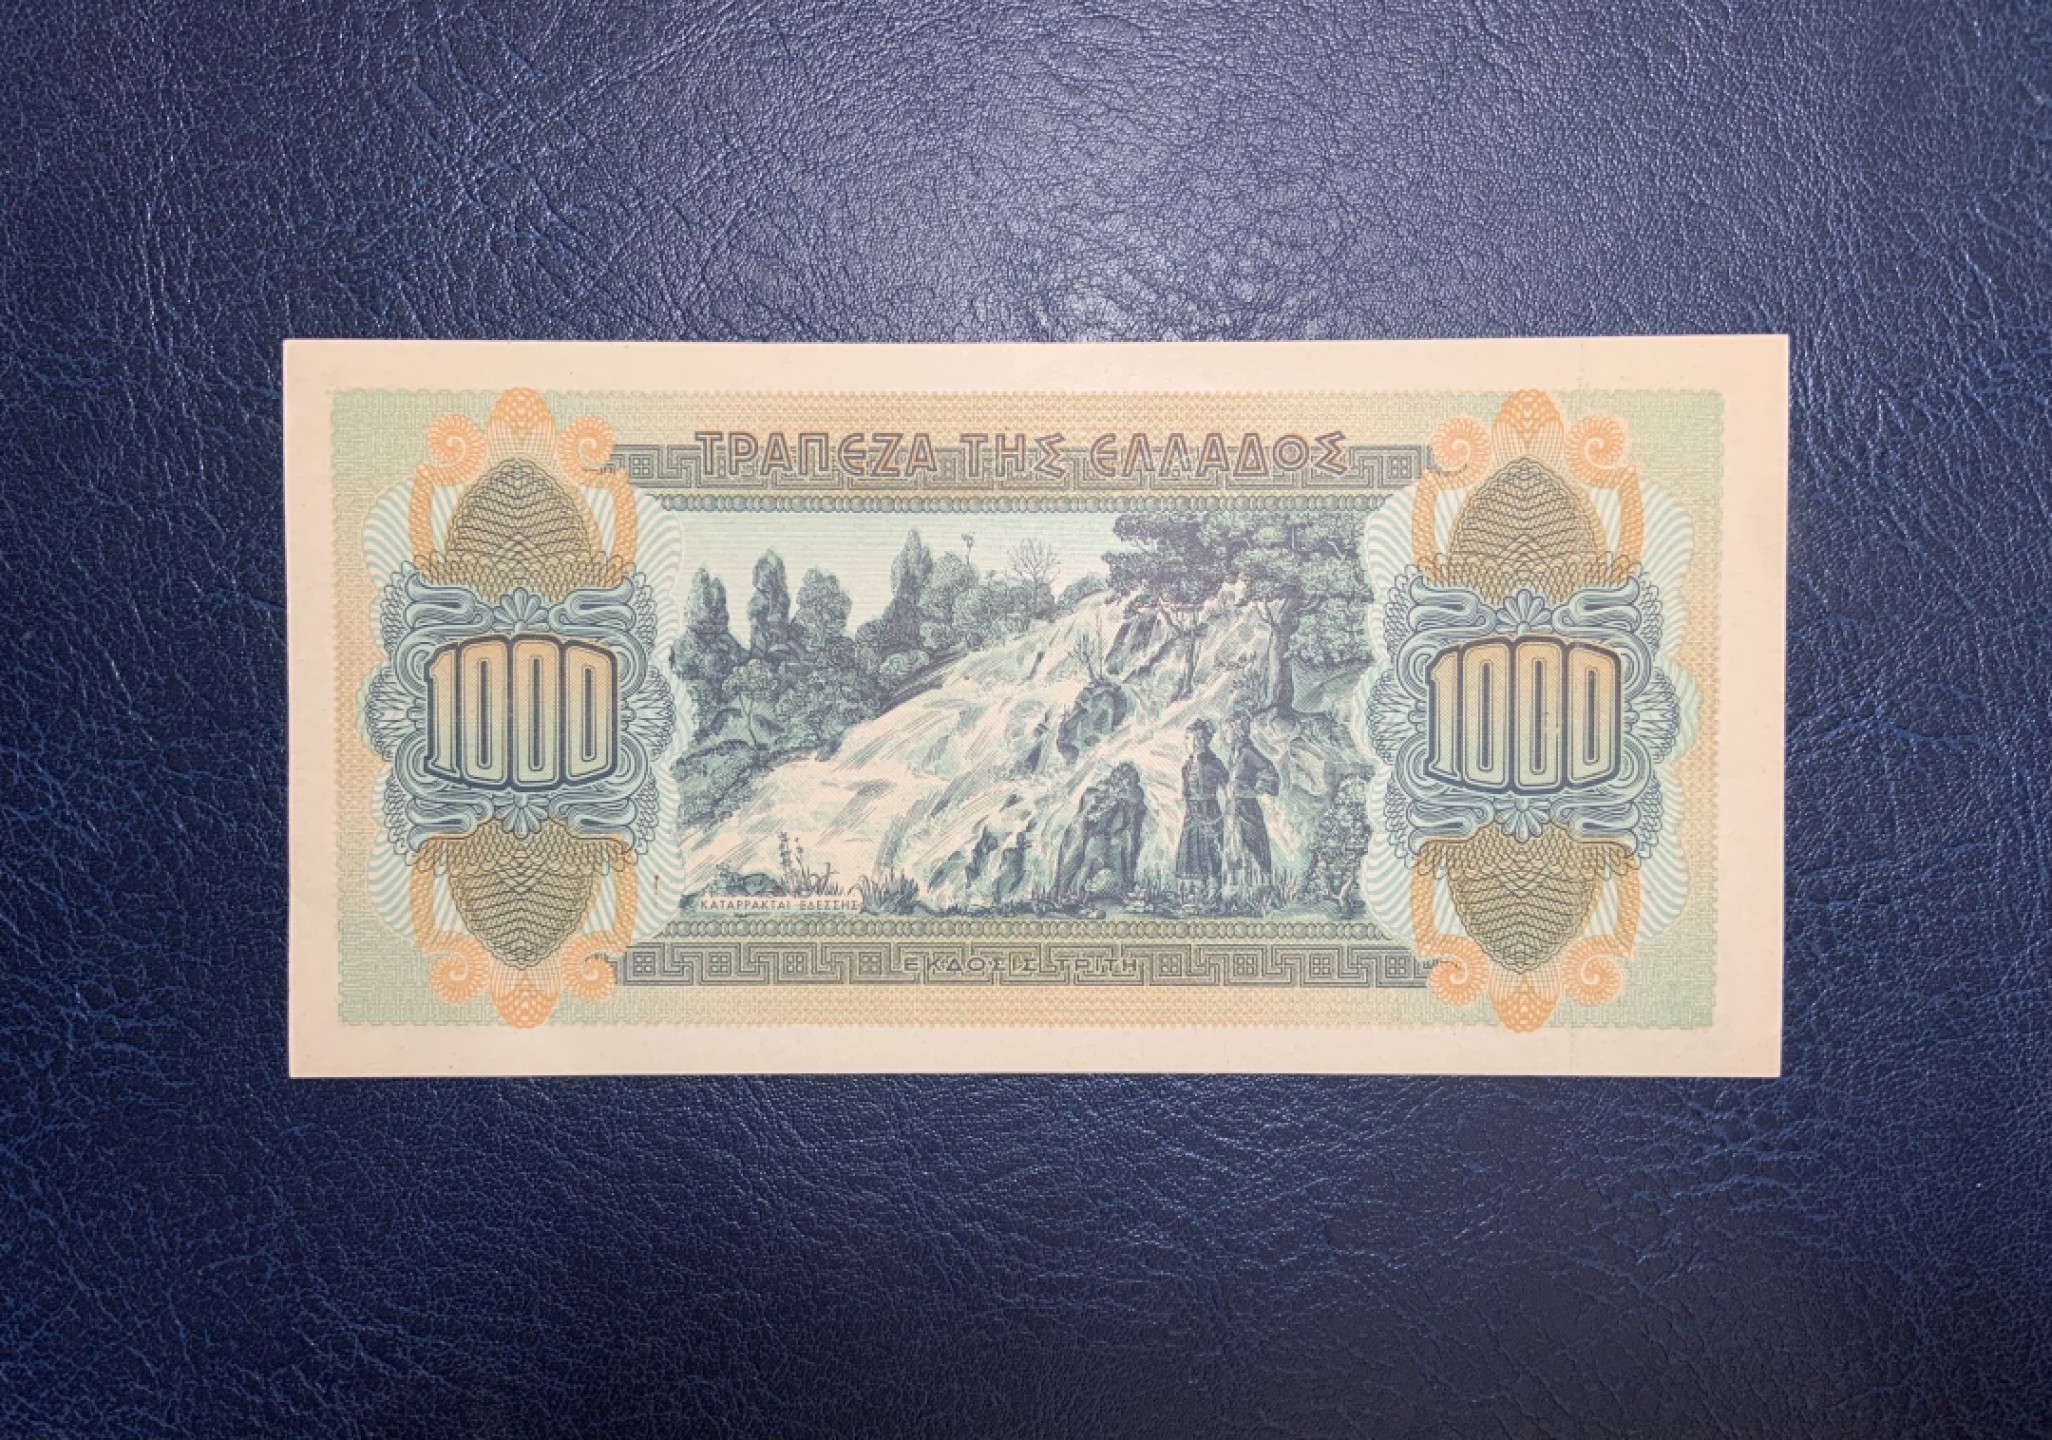 ΤΡΑΠΕΖΑ ΤΗΣ ΕΛΛΑΔΟΣ
1000
1000
ΚΑΤΑΡΡΑΚΤΑΙ ΕΔΕΣΣΗΣ
ΕΚΔΟΣΙΣ ΤΡΙΤΗ